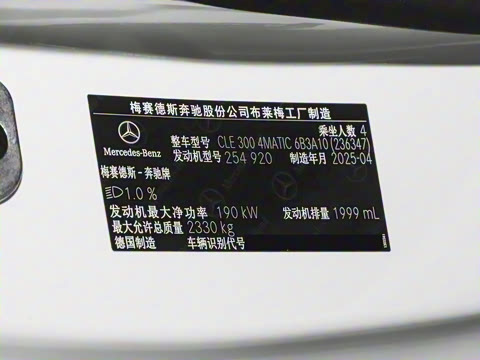 梅赛德斯奔驰股份公司布莱梅工厂制造
乘坐人数 4
整车型号 CLE 300 4MATIC 6B3A10 (236347)
Mercedes-Benz
发动机型号 254 920 制造年月 2025-04
梅赛德斯-奔驰牌
1.0 %
发动机最大净功率 190 kW 发动机排量 1999 mL
最大允许总质量 2330 kg
德国制造 车辆识别代号